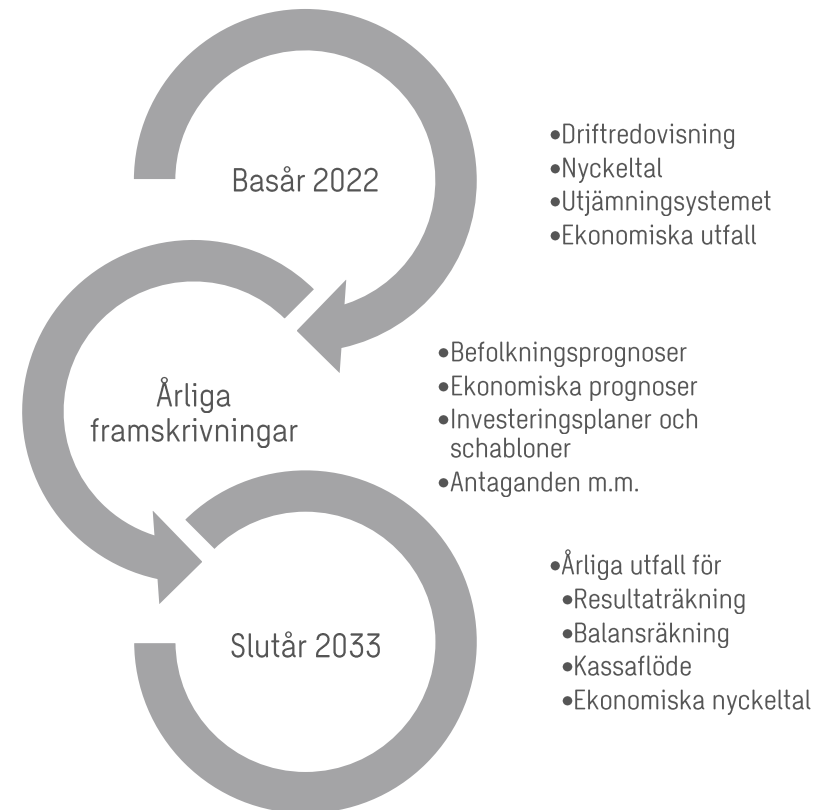 Basår 2022
•Driftredovisning
•Nyckeltal
•Utjämningsystemet
•Ekonomiska utfall
Årliga
framskrivningar
•Befolkningsprognoser
•Ekonomiska prognoser
•Investeringsplaner och
schabloner
•Antaganden m.m.
Slutår 2033
•Årliga utfall för
•Resultaträkning
•Balansräkning
•Kassaflöde
•Ekonomiska nyckeltal